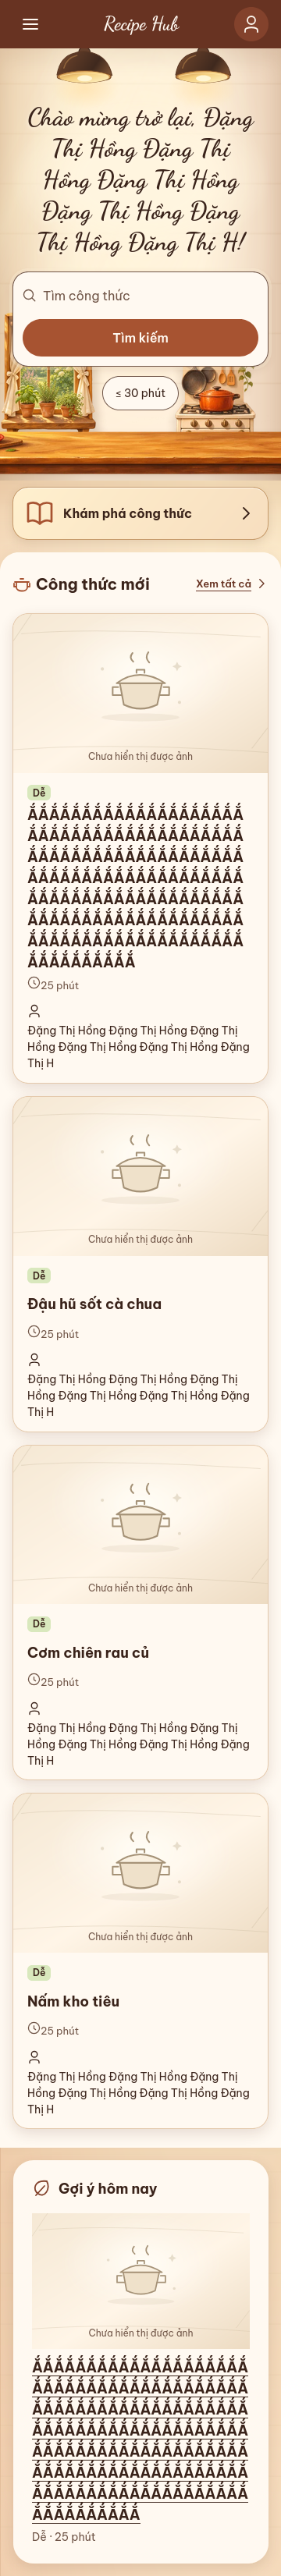 Recipe Hub
Chào mừng trở lại, Đặng
Thị Hồng Đặng Thị
Hồng Đặng Thị Hồng
Đặng Thị Hồng Đặng
Thị Hồng Đặng Thị H!
Tìm công thức
Tìm kiếm
≤ 30 phút
Khám phá công thức
Công thức mới
Xem tất cả
Chưa hiển thị được ảnh
Dễ
ẮẮẮẮẮẮẮẮẮẮẮẮẮẮẮẮẮẮẮẮ
ẮẮẮẮẮẮẮẮẮẮẮẮẮẮẮẮẮẮẮẮ
ẮẮẮẮẮẮẮẮẮẮẮẮẮẮẮẮẮẮẮẮ
ẮẮẮẮẮẮẮẮẮẮẮẮẮẮẮẮẮẮẮẮ
ẮẮẮẮẮẮẮẮẮẮẮẮẮẮẮẮẮẮẮẮ
ẮẮẮẮẮẮẮẮẮẮẮẮẮẮẮẮẮẮẮẮ
ẮẮẮẮẮẮẮẮẮẮẮẮẮẮẮẮẮẮẮẮ
ẮẮẮẮẮẮẮẮẮẮ
25 phút
Đặng Thị Hồng Đặng Thị Hồng Đặng Thị
Hồng Đặng Thị Hồng Đặng Thị Hồng Đặng
Thị H
Chưa hiển thị được ảnh
Dễ
Đậu hũ sốt cà chua
25 phút
Đặng Thị Hồng Đặng Thị Hồng Đặng Thị
Hồng Đặng Thị Hồng Đặng Thị Hồng Đặng
Thị H
Chưa hiển thị được ảnh
Dễ
Cơm chiên rau củ
25 phút
Đặng Thị Hồng Đặng Thị Hồng Đặng Thị
Hồng Đặng Thị Hồng Đặng Thị Hồng Đặng
Thị H
Chưa hiển thị được ảnh
Dễ
Nấm kho tiêu
25 phút
Đặng Thị Hồng Đặng Thị Hồng Đặng Thị
Hồng Đặng Thị Hồng Đặng Thị Hồng Đặng
Thị H
Gợi ý hôm nay
Chưa hiển thị được ảnh
ẮẮẮẮẮẮẮẮẮẮẮẮẮẮẮẮẮẮẮẮ
ẮẮẮẮẮẮẮẮẮẮẮẮẮẮẮẮẮẮẮẮ
ẮẮẮẮẮẮẮẮẮẮẮẮẮẮẮẮẮẮẮẮ
ẮẮẮẮẮẮẮẮẮẮẮẮẮẮẮẮẮẮẮẮ
ẮẮẮẮẮẮẮẮẮẮẮẮẮẮẮẮẮẮẮẮ
ẮẮẮẮẮẮẮẮẮẮẮẮẮẮẮẮẮẮẮẮ
ẮẮẮẮẮẮẮẮẮẮẮẮẮẮẮẮẮẮẮẮ
ẮẮẮẮẮẮẮẮẮẮ
Dễ · 25 phút